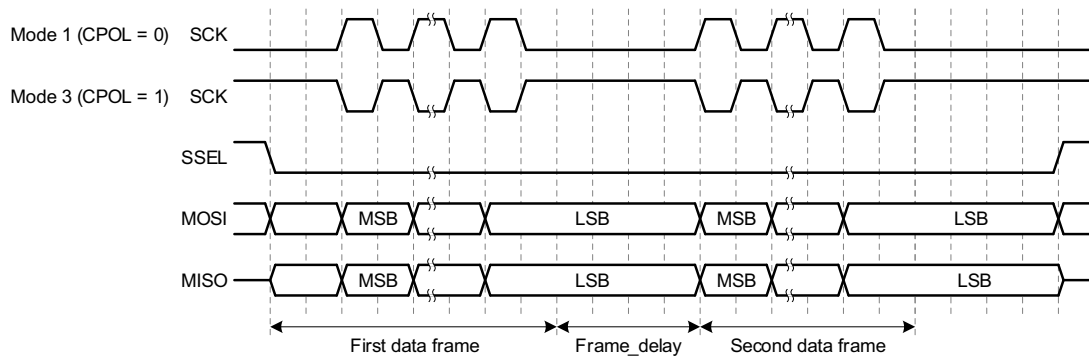 Mode 1 (CPOL = 0) SCK
Mode 3 (CPOL = 1) SCK
SSEL
MOSI MSB LSB MSB LSB
MISO MSB LSB MSB LSB
First data frame Frame_delay Second data frame